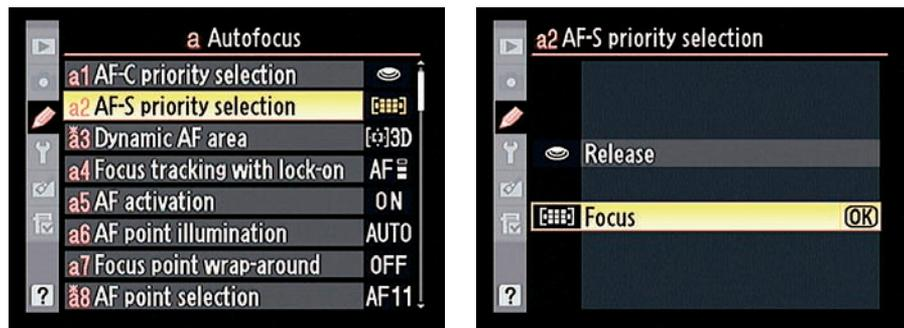 a Autofocus
a1 AF-C priority selection
a2 AF-S priority selection
a3 Dynamic AF area [ ]3D
a4 Focus tracking with lock-on AF
a5 AF activation ON
a6 AF point illumination AUTO
a7 Focus point wrap-around OFF
a8 AF point selection AF11
?
a2 AF-S priority selection
Release
Focus OK
?